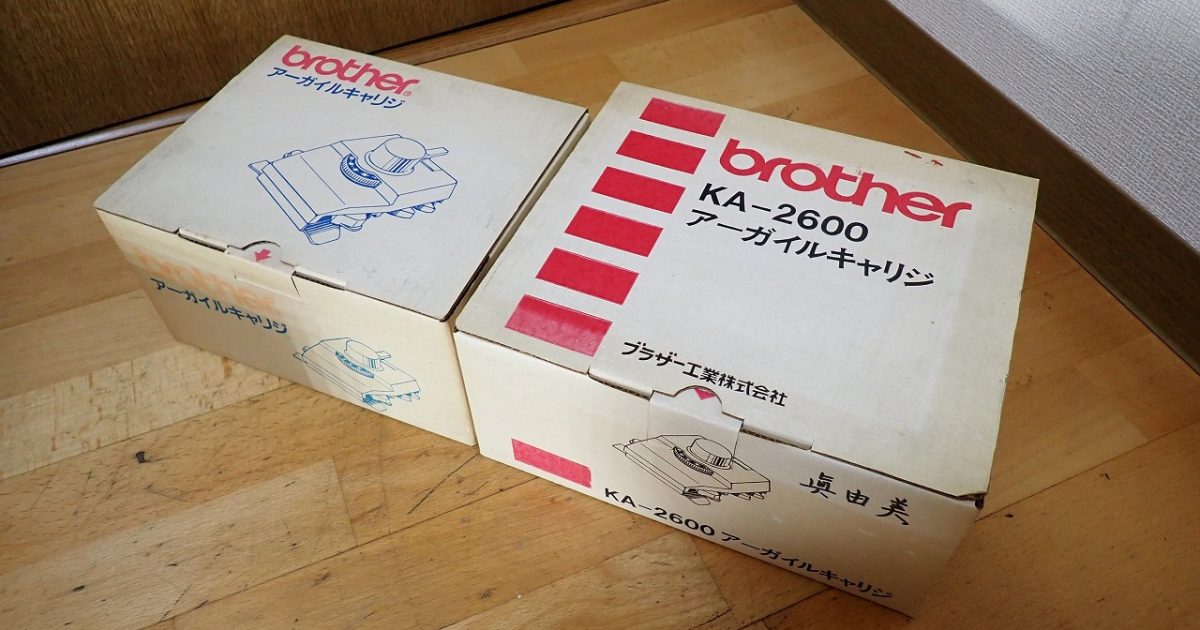 brother®
アーガイルキャリジ
brother
アーガイルキャリジ
brother
KA-2600
アーガイルキャリジ
ブラザー工業株式会社
眞由美
KA-2600 アーガイルキャリジ